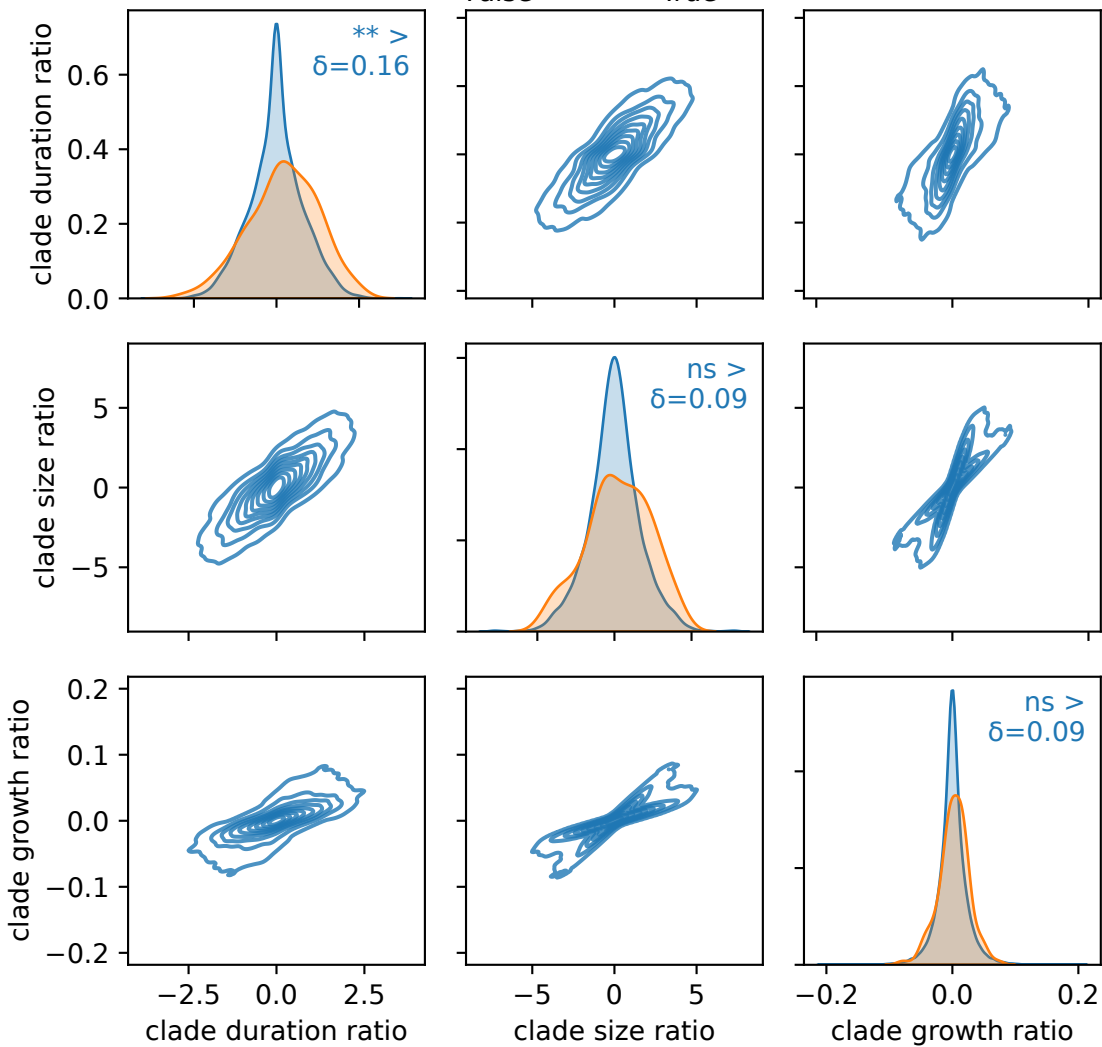 ** >
δ=0.16
clade duration ratio
0.6
0.4
0.2
0.0
ns >
δ=0.09
clade size ratio
5
0
−5
ns >
δ=0.09
clade growth ratio
0.2
0.1
0.0
−0.1
−0.2
−2.5 0.0 2.5 −5 0 5 −0.2 0.0 0.2
clade duration ratio clade size ratio clade growth ratio